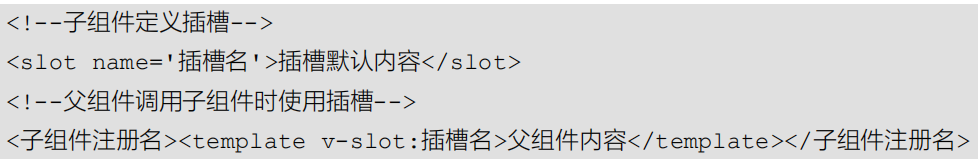 <!--子组件定义插槽-->
<slot name='插槽名'>插槽默认内容</slot>
<!--父组件调用子组件时使用插槽-->
<子组件注册名><template v-slot:插槽名>父组件内容</template></子组件注册名>